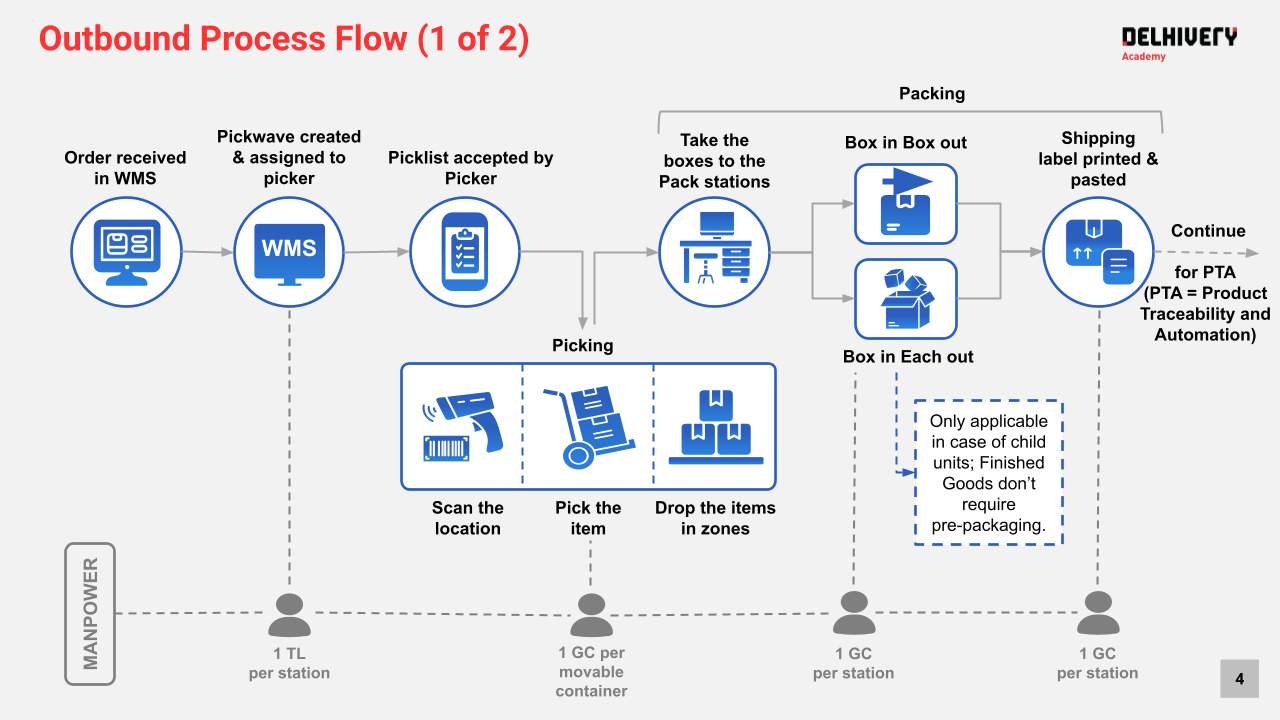 Outbound Process Flow (1 of 2)
DELHIVERY
Academy
Packing
Order received
in WMS
Pickwave created
& assigned to
picker
Picklist accepted by
Picker
Take the
boxes to the
Pack stations
Box in Box out
Shipping
label printed &
pasted
WMS
Continue
for PTA
(PTA = Product
Traceability and
Automation)
Picking
Box in Each out
Only applicable
in case of child
units; Finished
Goods don’t
require
pre-packaging.
Scan the
location
Pick the
item
Drop the items
in zones
MANPOWER
1 TL
per station
1 GC per
movable
container
1 GC
per station
1 GC
per station
4